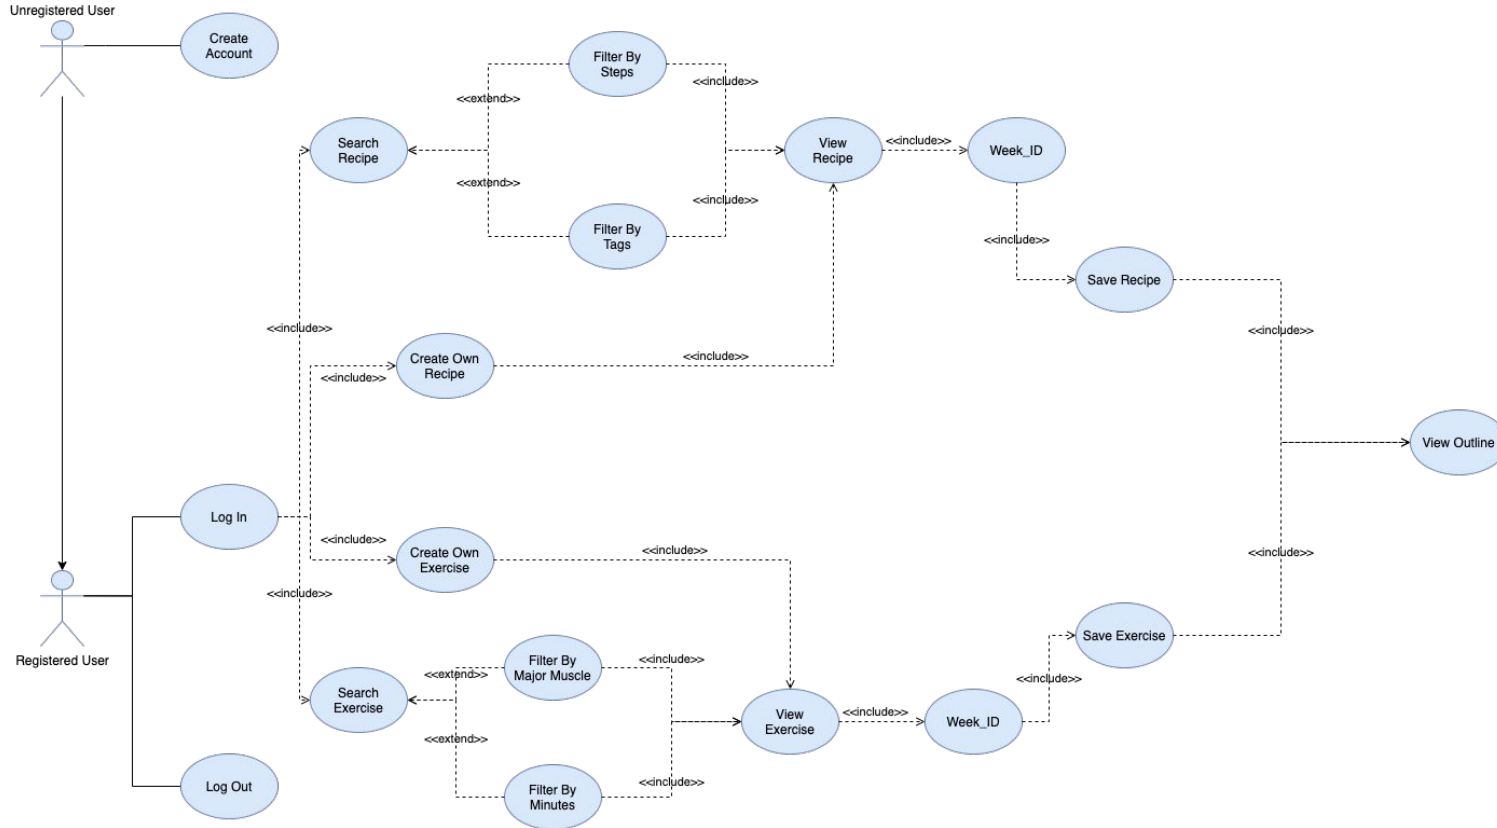 Unregistered User
Create
Account
Filter By
Steps
<<include>>
<<extend>>
Search
Recipe
View
Recipe
<<include>>
Week_ID
<<extend>>
<<include>>
Filter By
Tags
<<include>>
Save Recipe
<<include>>
<<include>>
Create Own
Recipe
<<include>>
<<include>>
View Outline
Log In
<<include>>
Create Own
Exercise
<<include>>
<<include>>
<<include>>
Registered User
Filter By
Major Muscle
<<include>>
<<extend>>
Save Exercise
<<include>>
Search
Exercise
View
Exercise
<<include>>
Week_ID
<<extend>>
<<include>>
Log Out
Filter By
Minutes